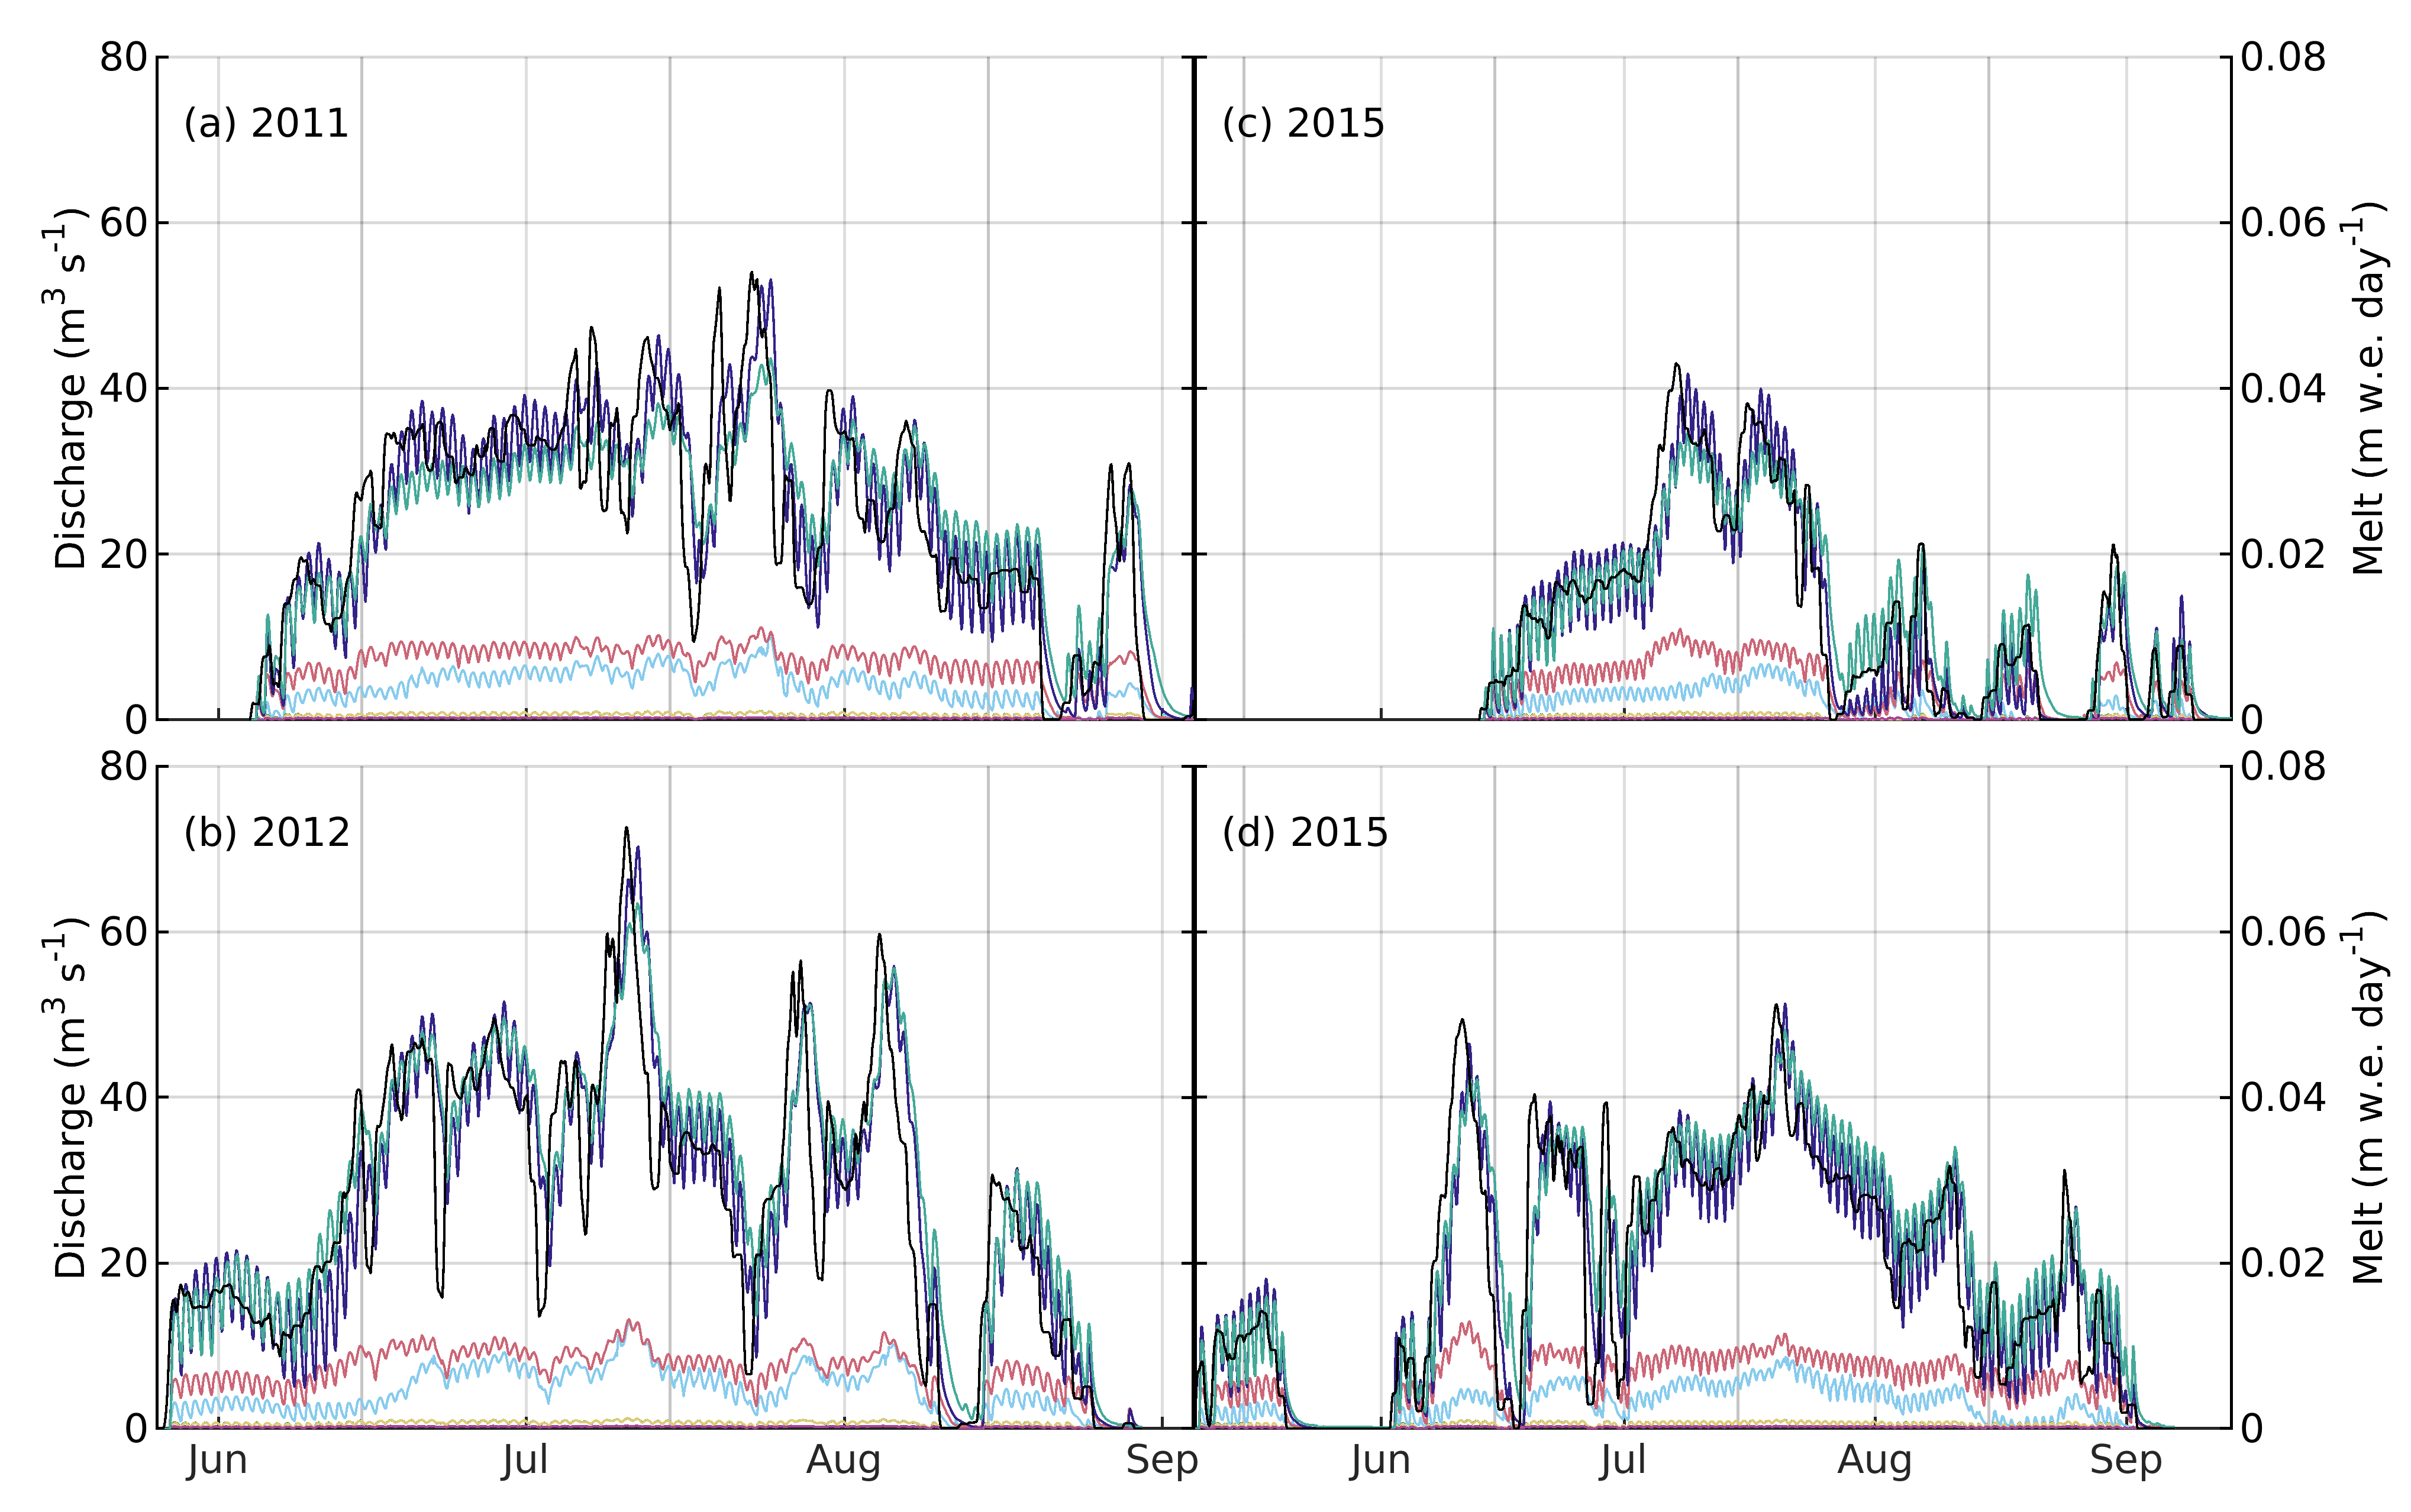 80
60
40
20
0
Discharge (m³ s⁻¹)
(a) 2011
(c) 2015
0.08
0.06
0.04
0.02
0
Melt (m w.e. day⁻¹)
80
60
40
20
0
Discharge (m³ s⁻¹)
(b) 2012
(d) 2015
0.08
0.06
0.04
0.02
0
Melt (m w.e. day⁻¹)
Jun Jul Aug Sep Jun Jul Aug Sep